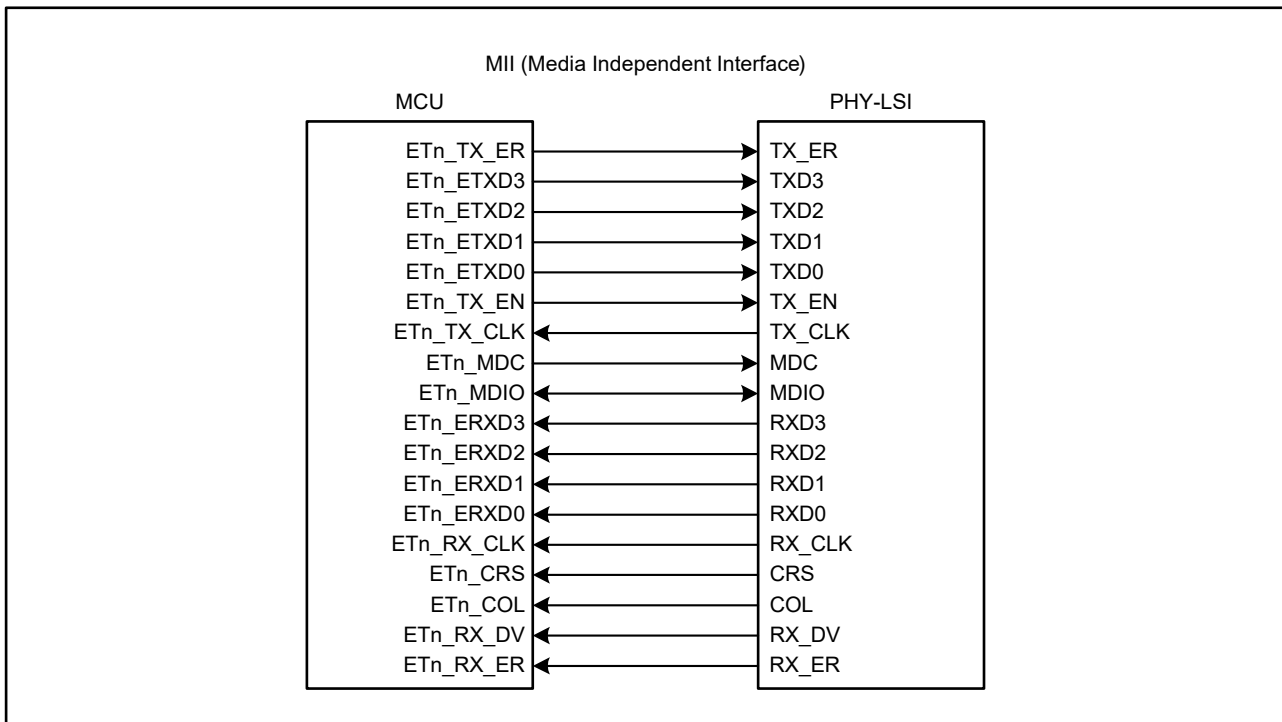 MII (Media Independent Interface)
MCU PHY-LSI
ETn_TX_ER TX_ER
ETn_ETXD3 TXD3
ETn_ETXD2 TXD2
ETn_ETXD1 TXD1
ETn_ETXD0 TXD0
ETn_TX_EN TX_EN
ETn_TX_CLK TX_CLK
ETn_MDC MDC
ETn_MDIO MDIO
ETn_ERXD3 RXD3
ETn_ERXD2 RXD2
ETn_ERXD1 RXD1
ETn_ERXD0 RXD0
ETn_RX_CLK RX_CLK
ETn_CRS CRS
ETn_COL COL
ETn_RX_DV RX_DV
ETn_RX_ER RX_ER